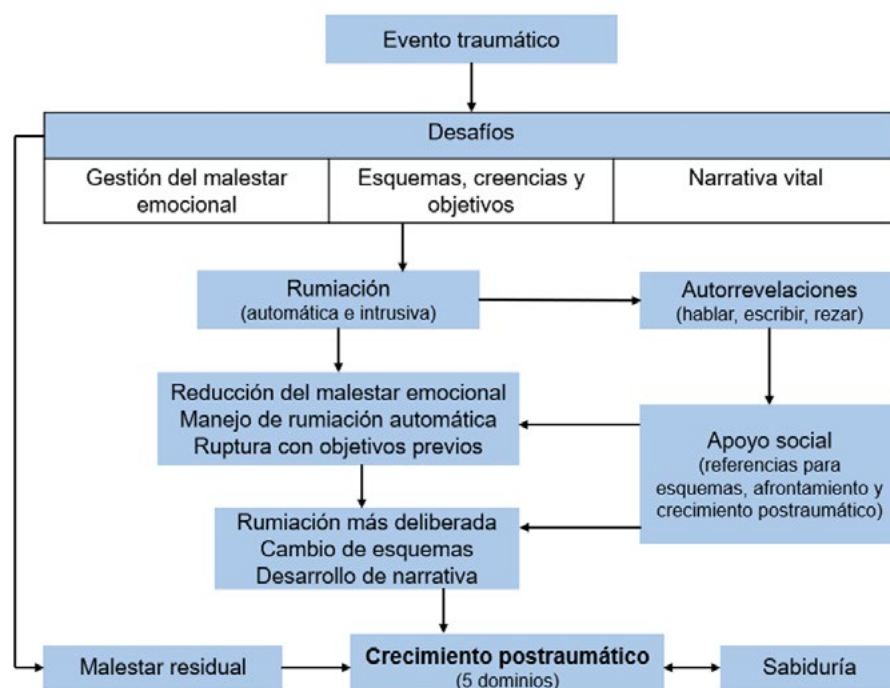 Evento traumático
Desafíos
Gestión del malestar
emocional
Esquemas, creencias y
objetivos
Narrativa vital
Rumiación
(automática e intrusiva)
Autorrevelaciones
(hablar, escribir, rezar)
Reducción del malestar emocional
Manejo de rumiación automática
Ruptura con objetivos previos
Apoyo social
(referencias para
esquemas, afrontamiento y
crecimiento postraumático)
Rumiación más deliberada
Cambio de esquemas
Desarrollo de narrativa
Malestar residual
Crecimiento postraumático
(5 dominios)
Sabiduría